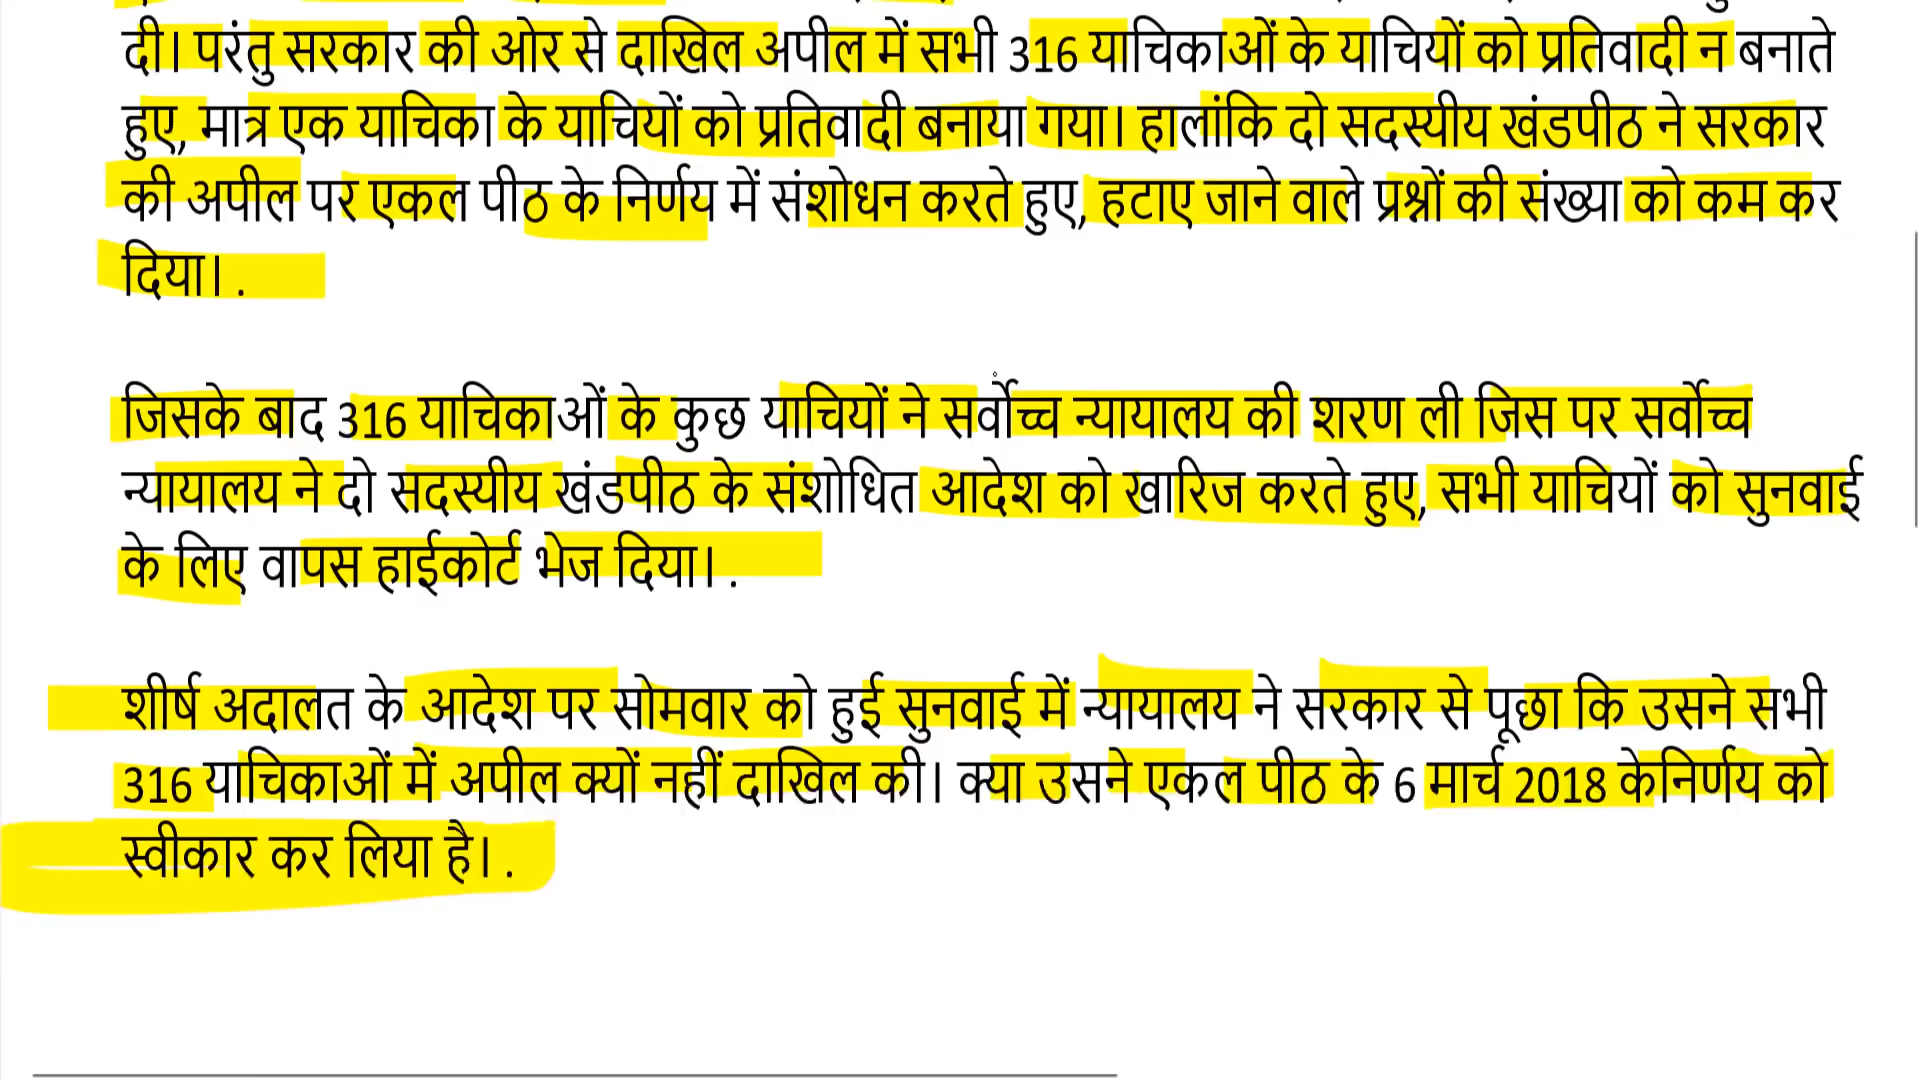 दी। परंतु सरकार की ओर से दाखिल अपील में सभी 316 याचिकाओं के याचियों को प्रतिवादी न बनाते
हुए, मात्र एक याचिका के याचियों को प्रतिवादी बनाया गया। हालांकि दो सदस्यीय खंडपीठ ने सरकार
की अपील पर एकल पीठ के निर्णय में संशोधन करते हुए, हटाए जाने वाले प्रश्नों की संख्या को कम कर
दिया। .
जिसके बाद 316 याचिकाओं के कुछ याचियों ने सर्वोच्च न्यायालय की शरण ली जिस पर सर्वोच्च
न्यायालय ने दो सदस्यीय खंडपीठ के संशोधित आदेश को खारिज करते हुए, सभी याचियों को सुनवाई
के लिए वापस हाईकोर्ट भेज दिया। .
शीर्ष अदालत के आदेश पर सोमवार को हुई सुनवाई में न्यायालय ने सरकार से पूछा कि उसने सभी
316 याचिकाओं में अपील क्यों नहीं दाखिल की। क्या उसने एकल पीठ के 6 मार्च 2018 केनिर्णय को
स्वीकार कर लिया है। .